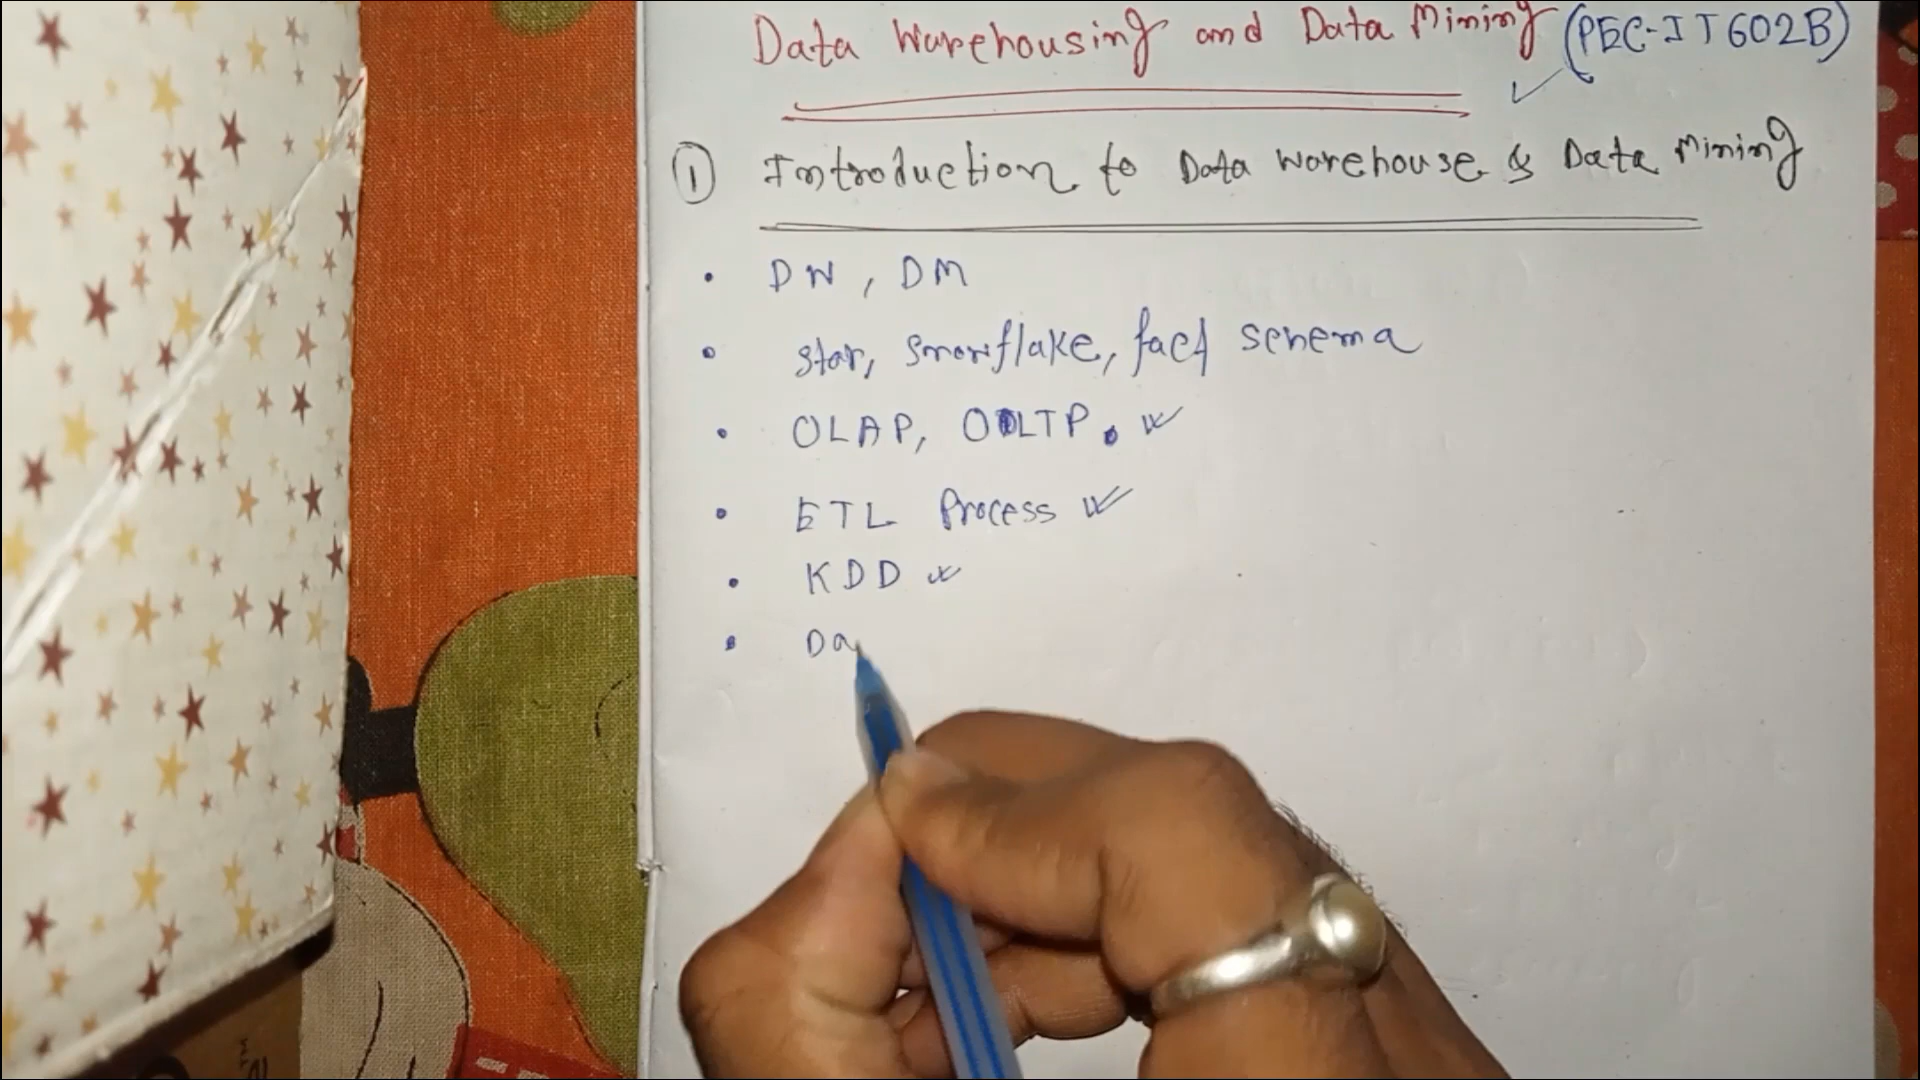 Data Warehousing and Data Mining (PEC-IT602B)
① Introduction to Data Warehouse & Data Mining
• DW, DM
• Star, Snowflake, fact schema
• OLAP, OLTP.
• ETL Process
• KDD
• Da